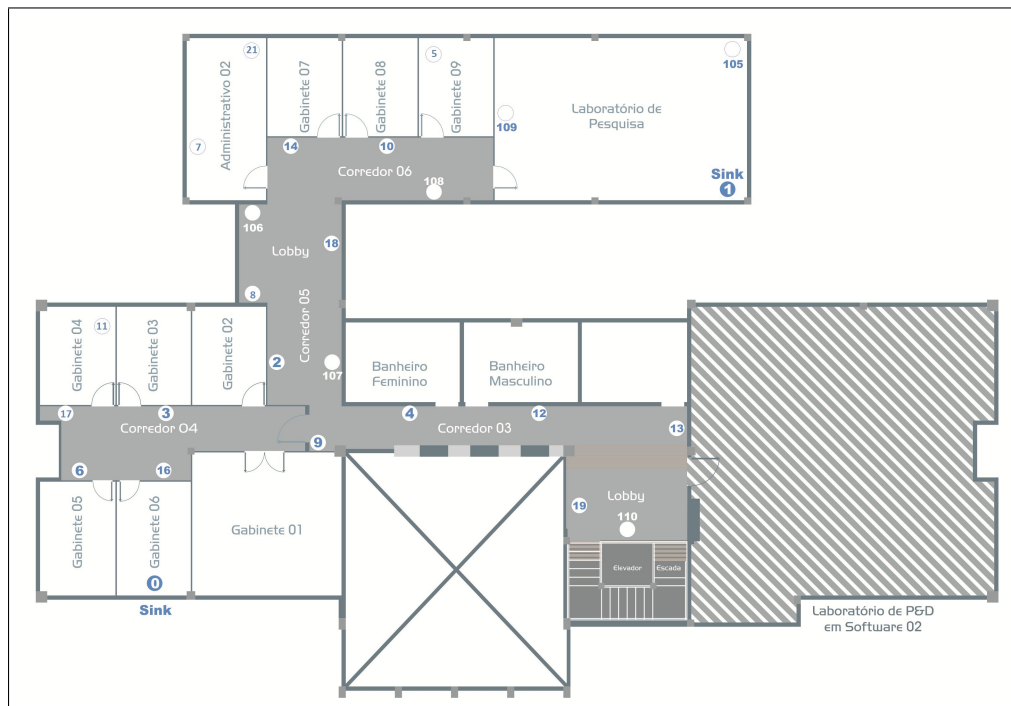 21
5
105
Administrativo 02
Gabinete 07
Gabinete 08
Gabinete 09
Laboratório de
Pesquisa
109
7
14
10
Corredor 06
Sink
1
108
106
Lobby
18
8
Corredor 05
Gabinete 04
11
Gabinete 03
Gabinete 02
2
107
Banheiro
Feminino
Banheiro
Masculino
17
3
4
12
Corredor 04
Corredor 03
13
9
6
16
Gabinete 05
Gabinete 06
Gabinete 01
Lobby
19
110
0
Sink
Elevador
Escada
Laboratório de P&D
em Software 02